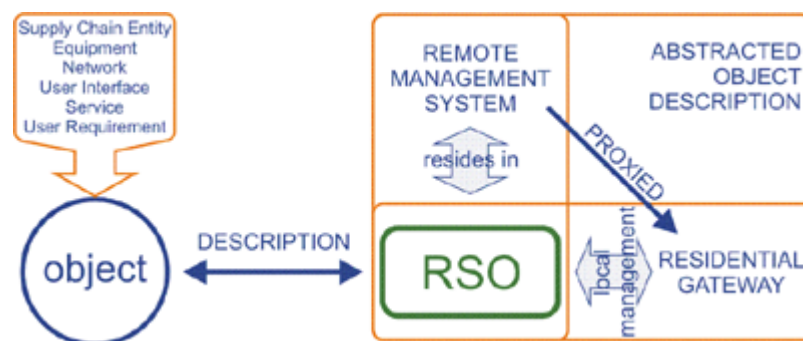 Supply Chain Entity
Equipment
Network
User Interface
Service
User Requirement
object
DESCRIPTION
REMOTE
MANAGEMENT
SYSTEM
resides in
RSO
ABSTRACTED
OBJECT
DESCRIPTION
PROXIED
local
management
RESIDENTIAL
GATEWAY